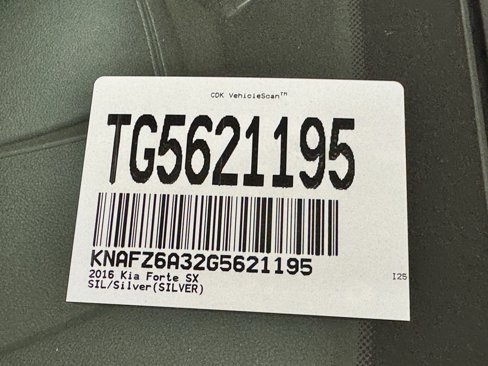 CDK VehicleScan™
TG5621195
KNAFZ6A32G5621195
2016 Kia Forte SX
SIL/Silver(SILVER)
I25